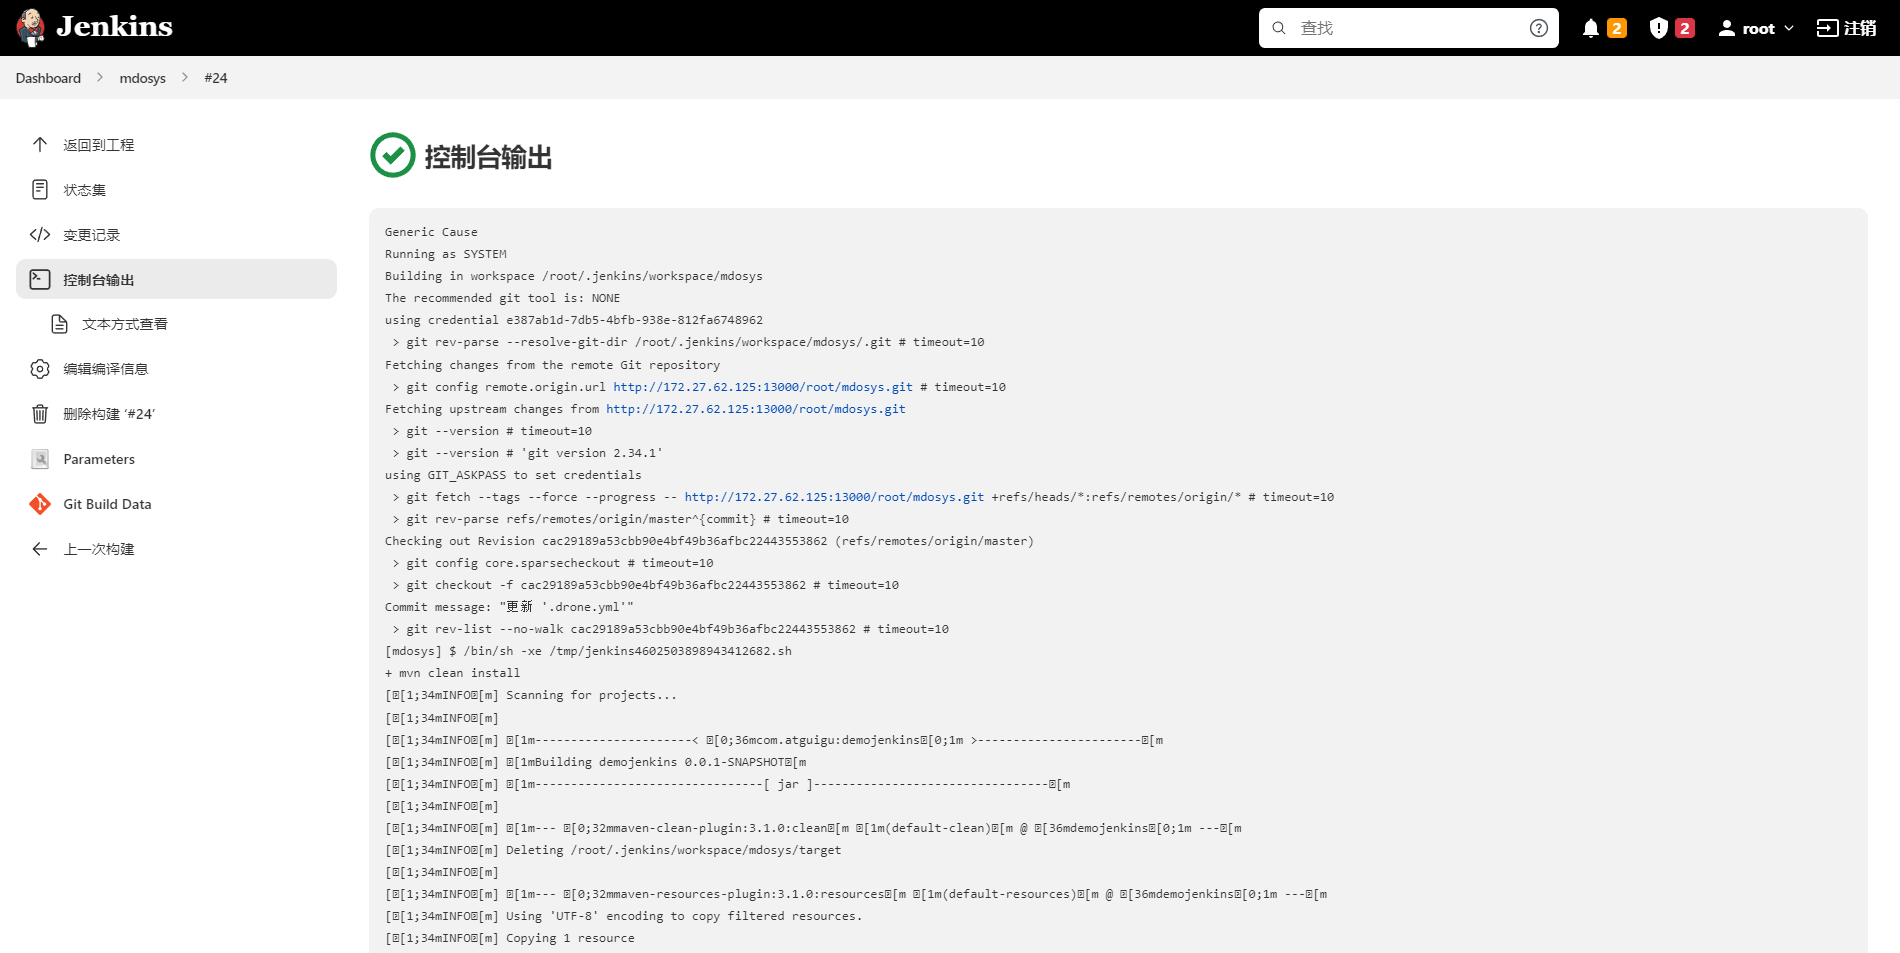 Jenkins
查找
2
2
root
注销
Dashboard
mdosys
#24
返回到工程
状态集
变更记录
控制台输出
文本方式查看
编辑编译信息
删除构建 ‘#24’
Parameters
Git Build Data
上一次构建
控制台输出
Generic Cause
Running as SYSTEM
Building in workspace /root/.jenkins/workspace/mdosys
The recommended git tool is: NONE
using credential e387ab1d-7db5-4bfb-938e-812fa6748962
 > git rev-parse --resolve-git-dir /root/.jenkins/workspace/mdosys/.git # timeout=10
Fetching changes from the remote Git repository
 > git config remote.origin.url http://172.27.62.125:13000/root/mdosys.git # timeout=10
Fetching upstream changes from http://172.27.62.125:13000/root/mdosys.git
 > git --version # timeout=10
 > git --version # 'git version 2.34.1'
using GIT_ASKPASS to set credentials
 > git fetch --tags --force --progress -- http://172.27.62.125:13000/root/mdosys.git +refs/heads/*:refs/remotes/origin/* # timeout=10
 > git rev-parse refs/remotes/origin/master^{commit} # timeout=10
Checking out Revision cac29189a53cbb90e4bf49b36afbc22443553862 (refs/remotes/origin/master)
 > git config core.sparsecheckout # timeout=10
 > git checkout -f cac29189a53cbb90e4bf49b36afbc22443553862 # timeout=10
Commit message: "更新 '.drone.yml'"
 > git rev-list --no-walk cac29189a53cbb90e4bf49b36afbc22443553862 # timeout=10
[mdosys] $ /bin/sh -xe /tmp/jenkins4602503898943412682.sh
+ mvn clean install
[[1;34mINFO[m] Scanning for projects...
[[1;34mINFO[m]
[[1;34mINFO[m] [1m----------------------< [0;36mcom.atguigu:demojenkins[0;1m >-----------------------[m
[[1;34mINFO[m] [1mBuilding demojenkins 0.0.1-SNAPSHOT[m
[[1;34mINFO[m] [1m--------------------------------[ jar ]---------------------------------[m
[[1;34mINFO[m]
[[1;34mINFO[m] [1m--- [0;32mmaven-clean-plugin:3.1.0:clean[m [1m(default-clean)[m @ [36mdemojenkins[0;1m ---[m
[[1;34mINFO[m] Deleting /root/.jenkins/workspace/mdosys/target
[[1;34mINFO[m]
[[1;34mINFO[m] [1m--- [0;32mmaven-resources-plugin:3.1.0:resources[m [1m(default-resources)[m @ [36mdemojenkins[0;1m ---[m
[[1;34mINFO[m] Using 'UTF-8' encoding to copy filtered resources.
[[1;34mINFO[m] Copying 1 resource